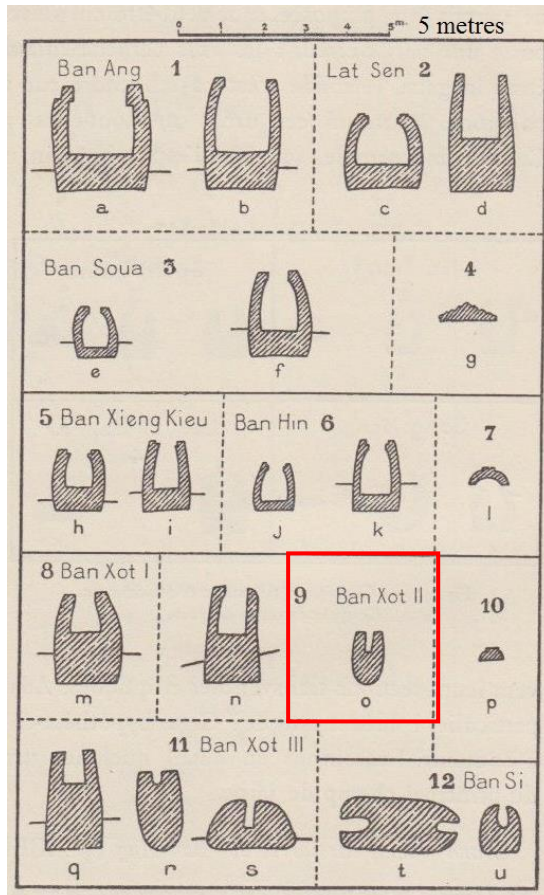 0 1 2 3 4 5 m. 5 metres
Ban Ang 1
a b
Lat Sen 2
c d
Ban Soua 3
e f
4
g
5 Ban Xieng Kieu
h i
Ban Hin 6
J k
7
l
8 Ban Xot I
m n
9 Ban Xot II
o
10
p
11 Ban Xot III
q r s
12 Ban Si
t u